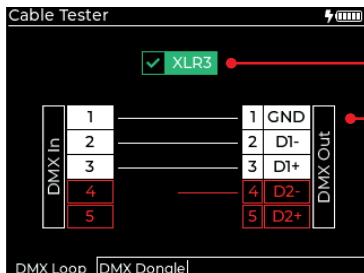 Cable Tester
XLR3
DMX In
1 1 GND
2 2 D1-
3 3 D1+
4 4 D2-
5 5 D2+
DMX Out
DMX Loop DMX Dongle